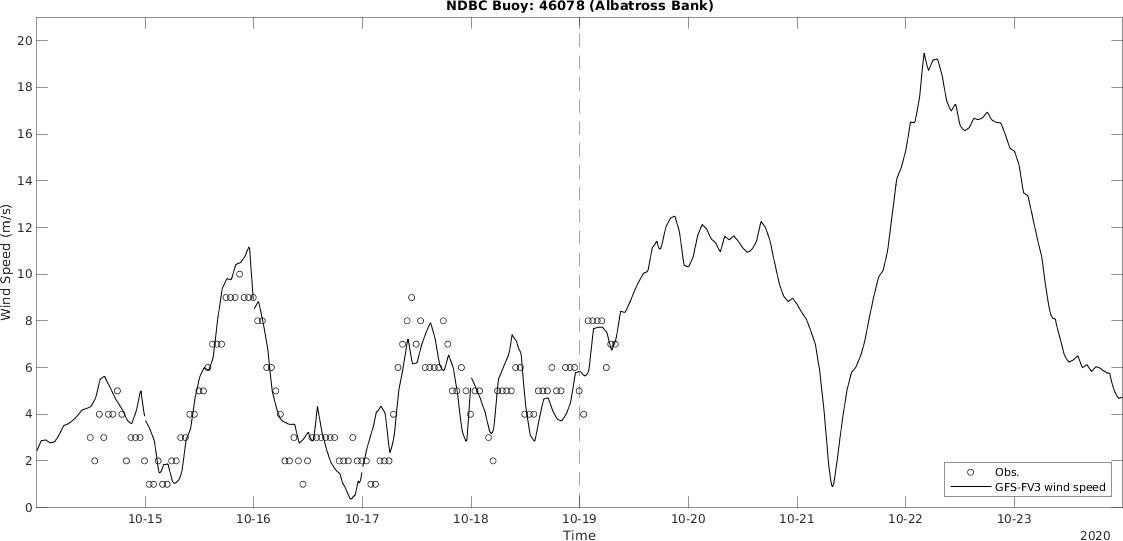 NDBC Buoy: 46078 (Albatross Bank)
20
18
16
14
12
10
8
6
4
2
0
Wind Speed (m/s)
10-15 10-16 10-17 10-18 10-19 10-20 10-21 10-22 10-23
Time
2020
Obs.
GFS-FV3 wind speed